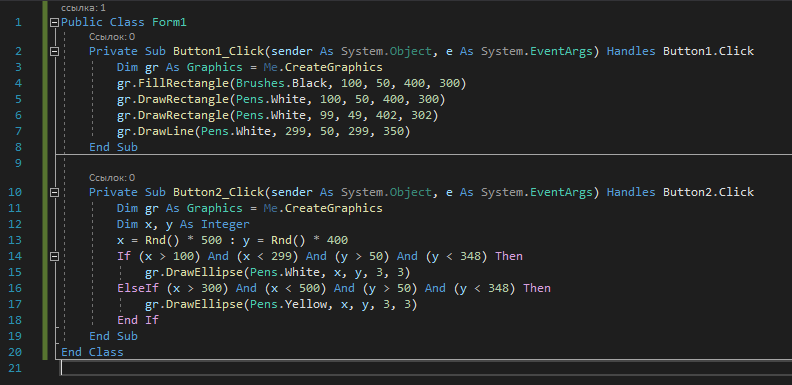 ссылка: 1
1 Public Class Form1
Ссылок: 0
2 Private Sub Button1_Click(sender As System.Object, e As System.EventArgs) Handles Button1.Click
3 Dim gr As Graphics = Me.CreateGraphics
4 gr.FillRectangle(Brushes.Black, 100, 50, 400, 300)
5 gr.DrawRectangle(Pens.White, 100, 50, 400, 300)
6 gr.DrawRectangle(Pens.White, 99, 49, 402, 302)
7 gr.DrawLine(Pens.White, 299, 50, 299, 350)
8 End Sub
9
Ссылок: 0
10 Private Sub Button2_Click(sender As System.Object, e As System.EventArgs) Handles Button2.Click
11 Dim gr As Graphics = Me.CreateGraphics
12 Dim x, y As Integer
13 x = Rnd() * 500 : y = Rnd() * 400
14 If (x > 100) And (x < 299) And (y > 50) And (y < 348) Then
15 gr.DrawEllipse(Pens.White, x, y, 3, 3)
16 ElseIf (x > 300) And (x < 500) And (y > 50) And (y < 348) Then
17 gr.DrawEllipse(Pens.Yellow, x, y, 3, 3)
18 End If
19 End Sub
20 End Class
21